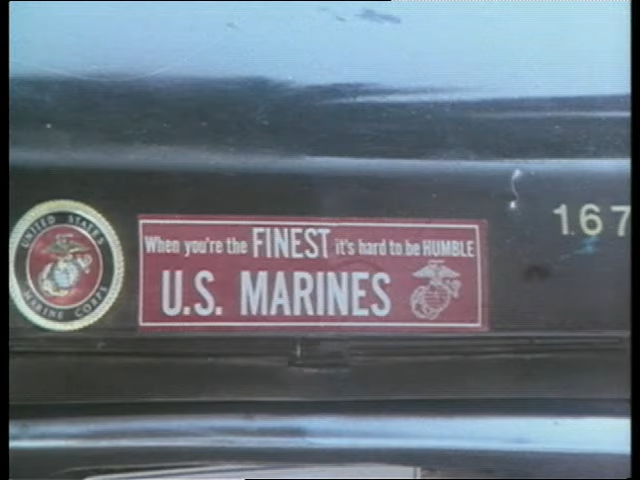 UNITED STATES
MARINE CORPS
When you're the FINEST it's hard to be HUMBLE
U.S. MARINES
167